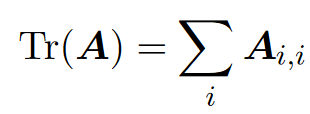 Tr(A) = ∑_i A_{i,i}